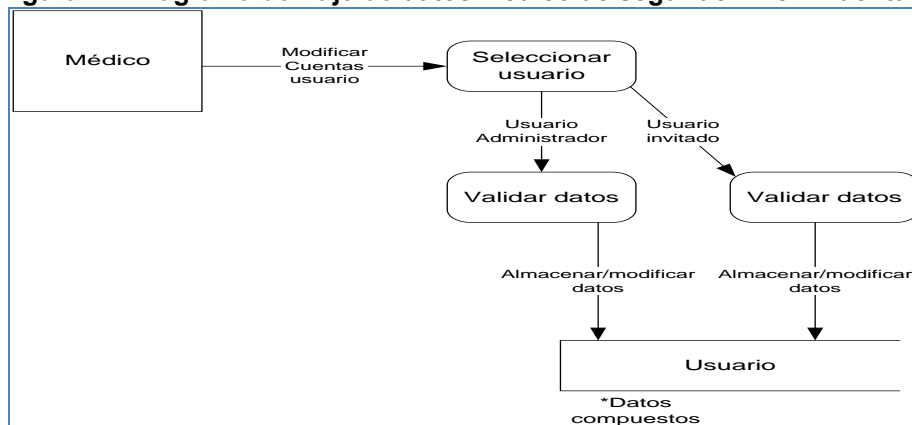 Médico
Modificar
Cuentas
usuario
Seleccionar
usuario
Usuario
Administrador
Usuario
invitado
Validar datos
Validar datos
Almacenar/modificar
datos
Almacenar/modificar
datos
Usuario
*Datos
compuestos